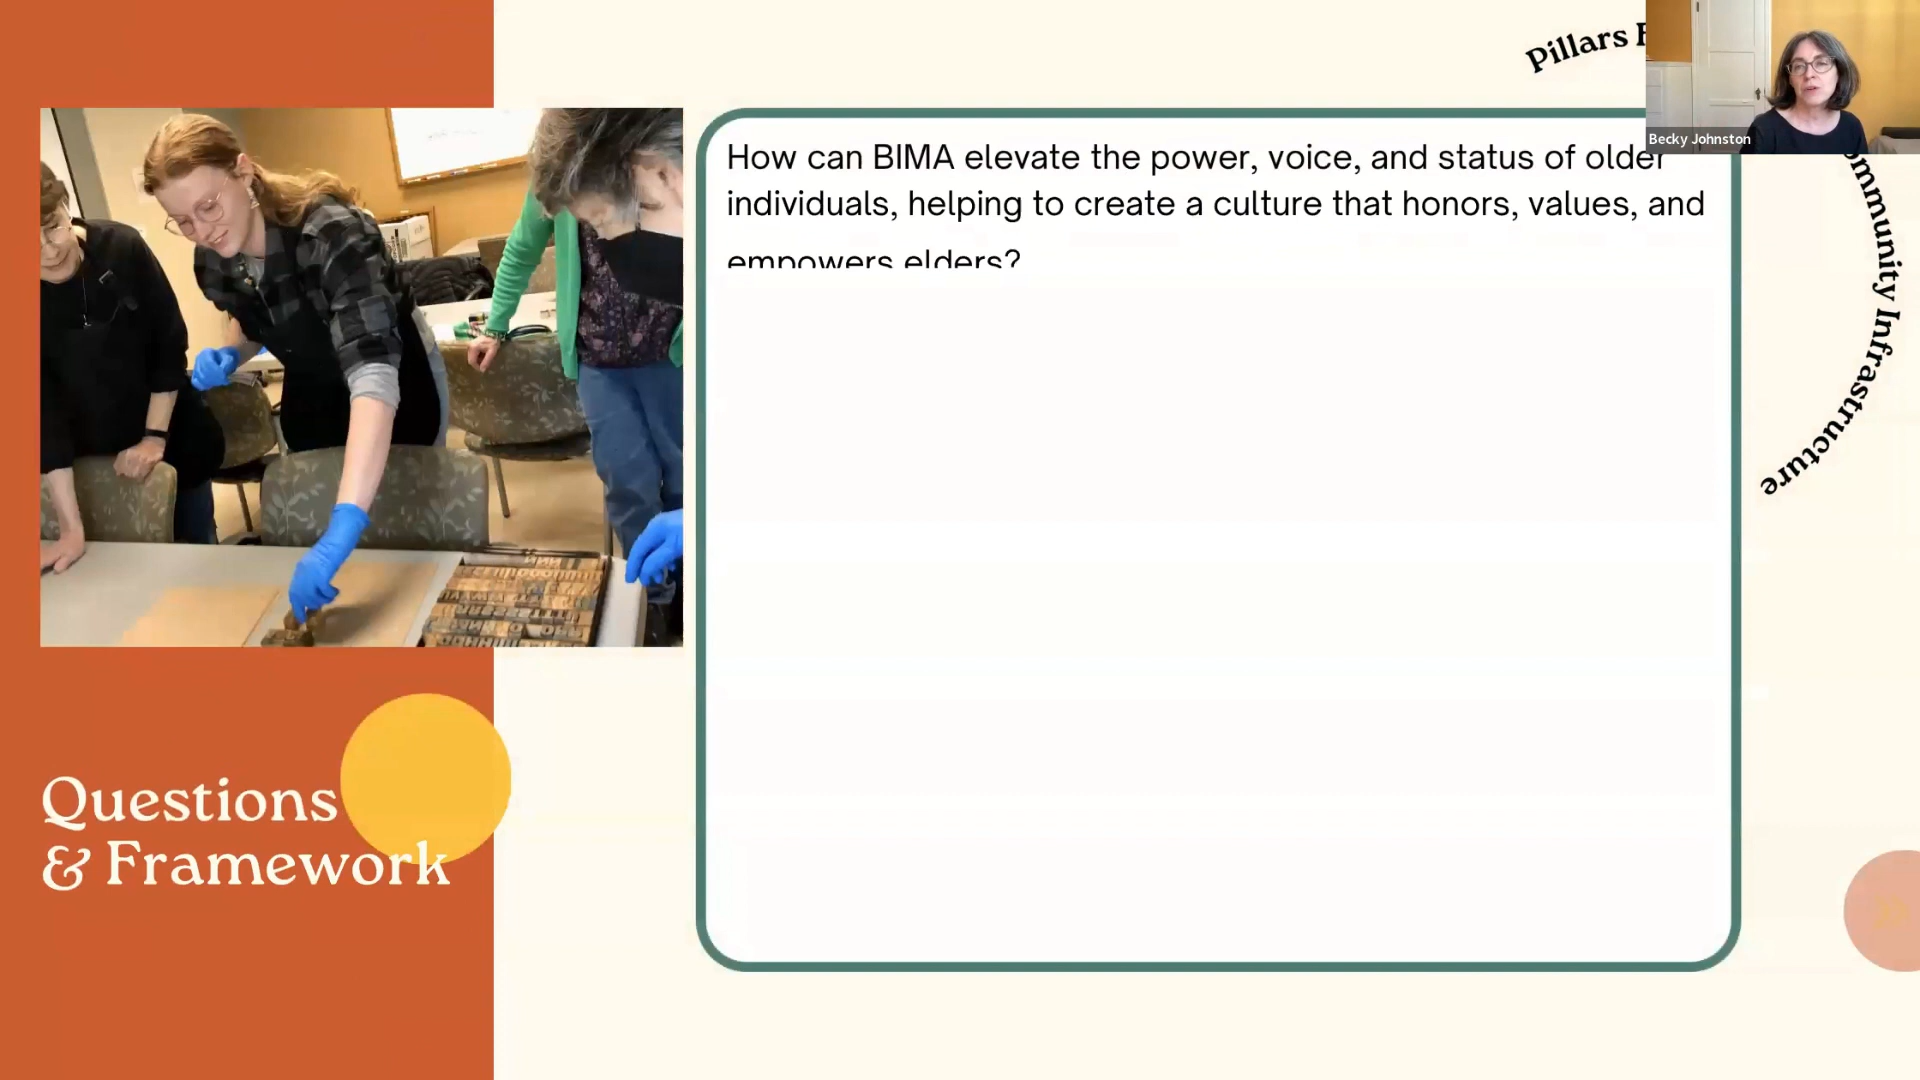 Pillars
Becky Johnston
How can BIMA elevate the power, voice, and status of older
individuals, helping to create a culture that honors, values, and
empowers elders?
ommunity Infrastructure
Questions
& Framework